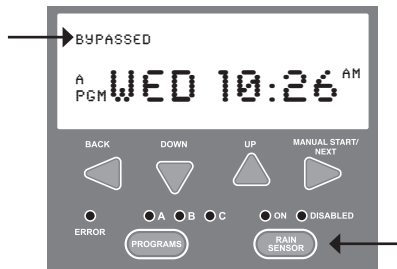 BYPASSED
A
PGM WED 10:26 AM
BACK DOWN UP MANUAL START/
NEXT
ERROR A B C ON DISABLED
PROGRAMS RAIN
SENSOR